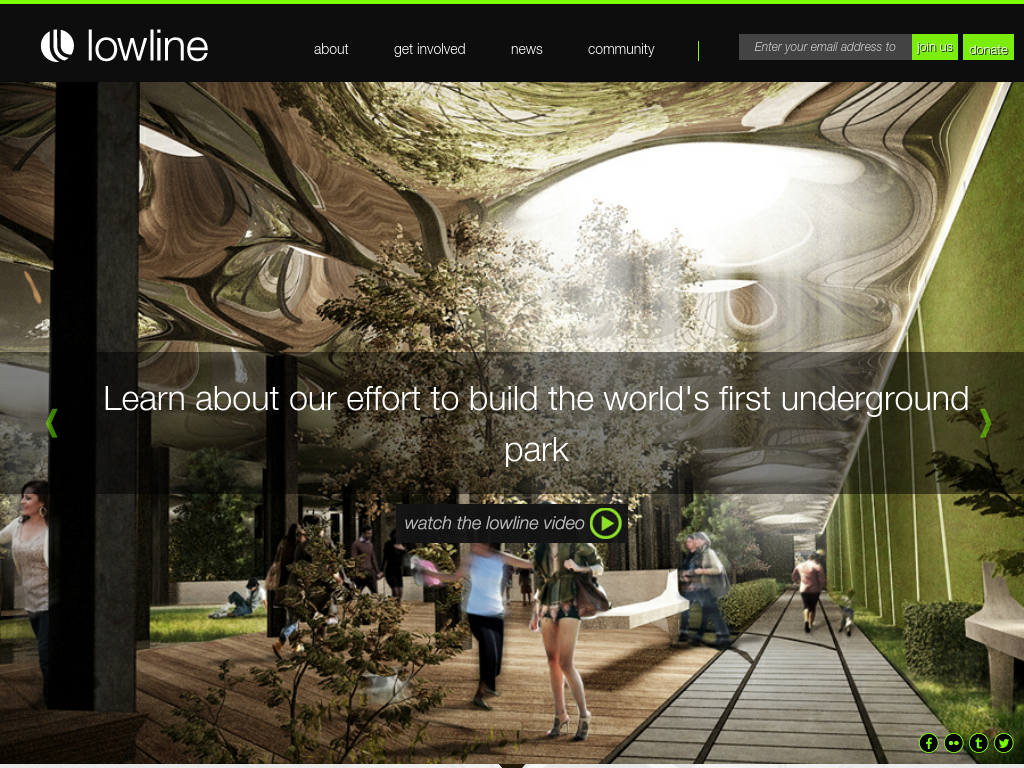 lowline
about
get involved
news
community
Enter your email address to
join us
donate
Learn about our effort to build the world's first underground
park
watch the lowline video